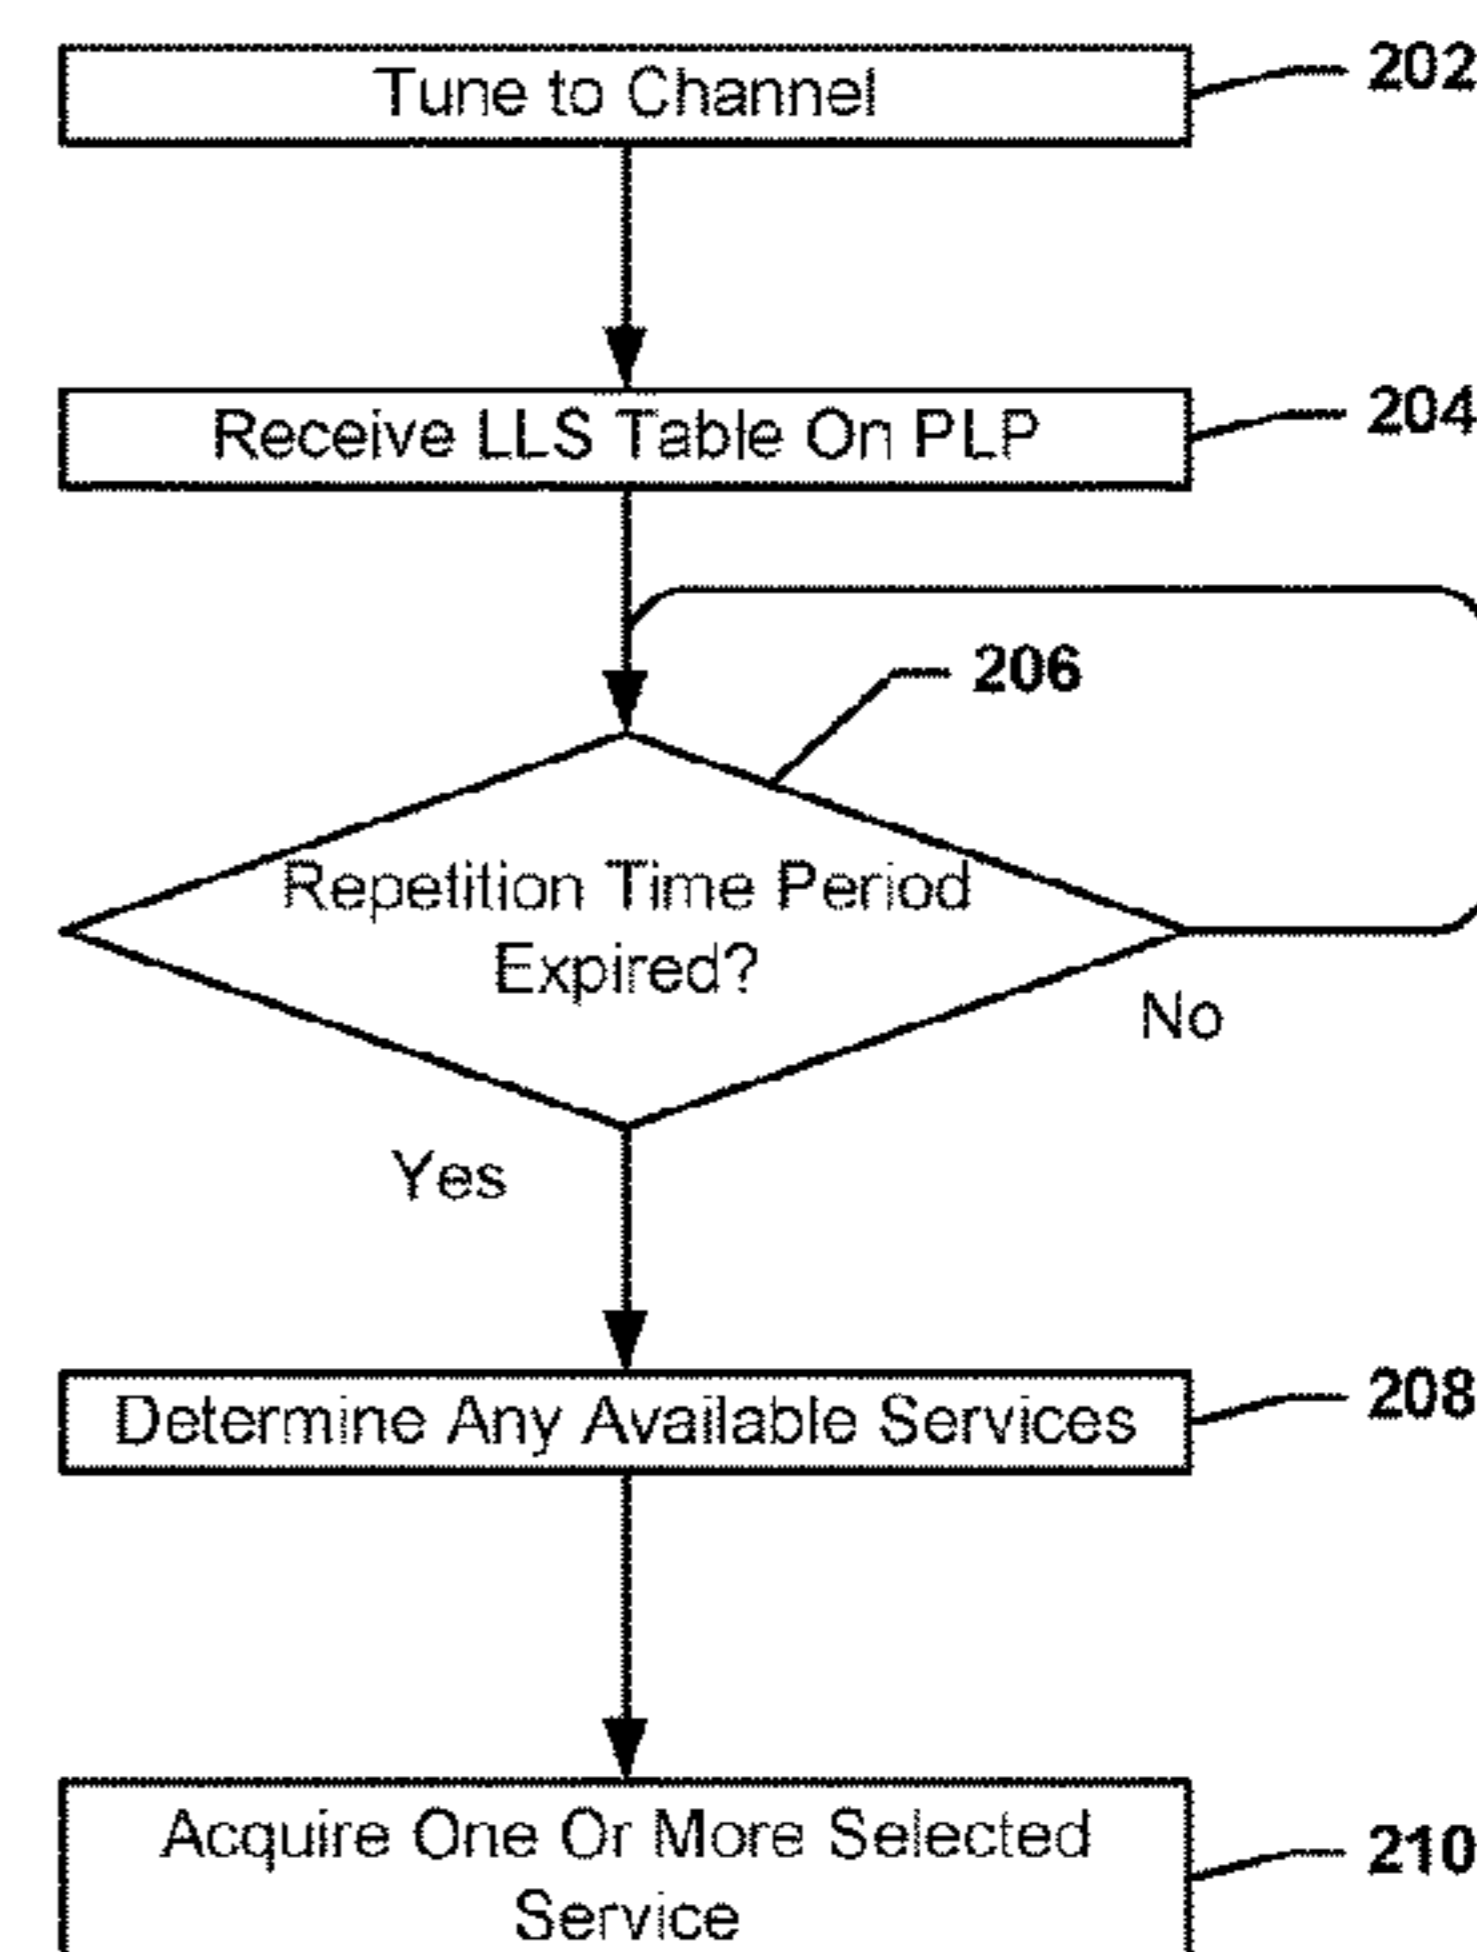 Tune to Channel
202
Receive LLS Table On PLP
204
206
Repetition Time Period
Expired?
No
Yes
Determine Any Available Services
208
Acquire One Or More Selected
Service
210